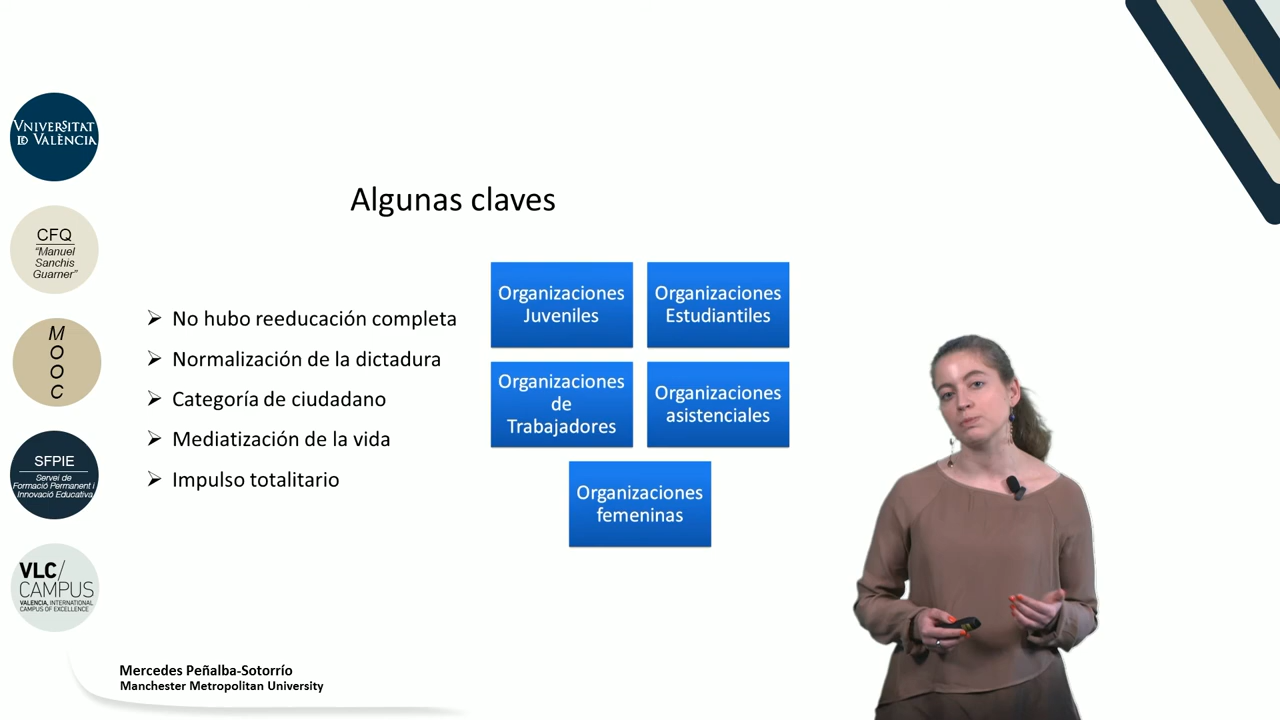 VNIVERSITAT
ID VALÈNCIA
CFQ
“Manuel
Sanchis
Guarner”
M
O
O
C
SFPIE
Servei de
Formació Permanent i
Innovació Educativa
VLC/
CAMPUS
VALENCIA, INTERNATIONAL
CAMPUS OF EXCELLENCE
Algunas claves
No hubo reeducación completa
Normalización de la dictadura
Categoría de ciudadano
Mediatización de la vida
Impulso totalitario
Organizaciones
Juveniles
Organizaciones
Estudiantiles
Organizaciones
de
Trabajadores
Organizaciones
asistenciales
Organizaciones
femeninas
Mercedes Peñalba-Sotorrío
Manchester Metropolitan University